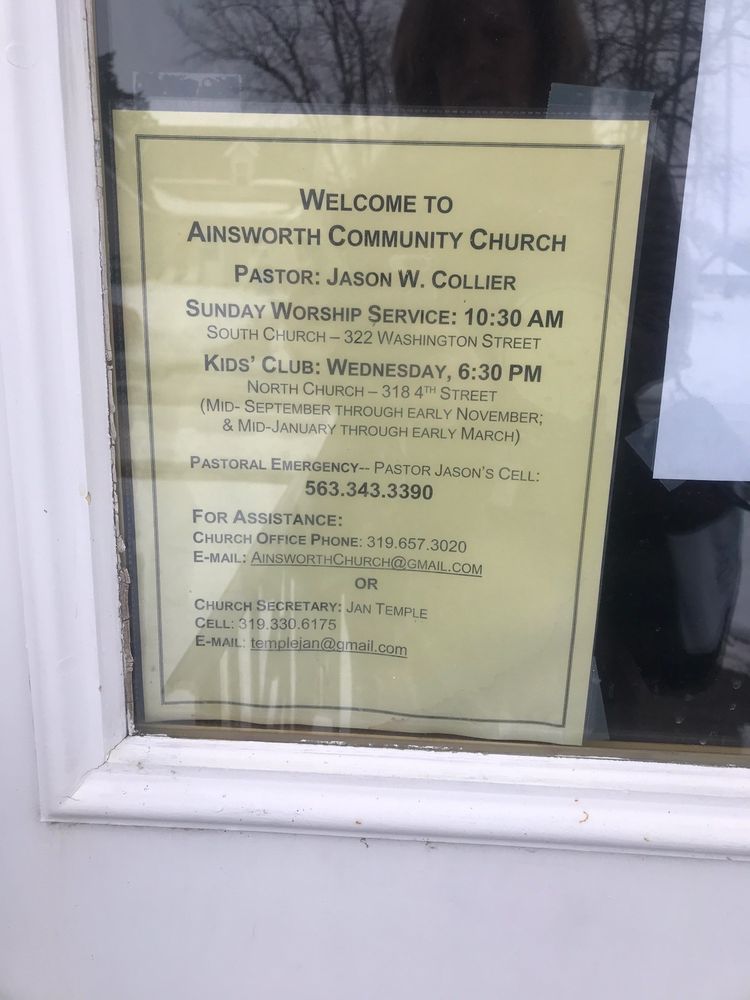 WELCOME TO
AINSWORTH COMMUNITY CHURCH
PASTOR: JASON W. COLLIER
SUNDAY WORSHIP SERVICE: 10:30 AM
SOUTH CHURCH – 322 WASHINGTON STREET
KIDS' CLUB: WEDNESDAY, 6:30 PM
NORTH CHURCH – 318 4TH STREET
(MID- SEPTEMBER THROUGH EARLY NOVEMBER;
& MID-JANUARY THROUGH EARLY MARCH)
PASTORAL EMERGENCY-- PASTOR JASON'S CELL:
563.343.3390
FOR ASSISTANCE:
CHURCH OFFICE PHONE: 319.657.3020
E-MAIL: AINSWORTHCHURCH@GMAIL.COM
OR
CHURCH SECRETARY: JAN TEMPLE
CELL: 319.330.6175
E-MAIL: templejan@gmail.com